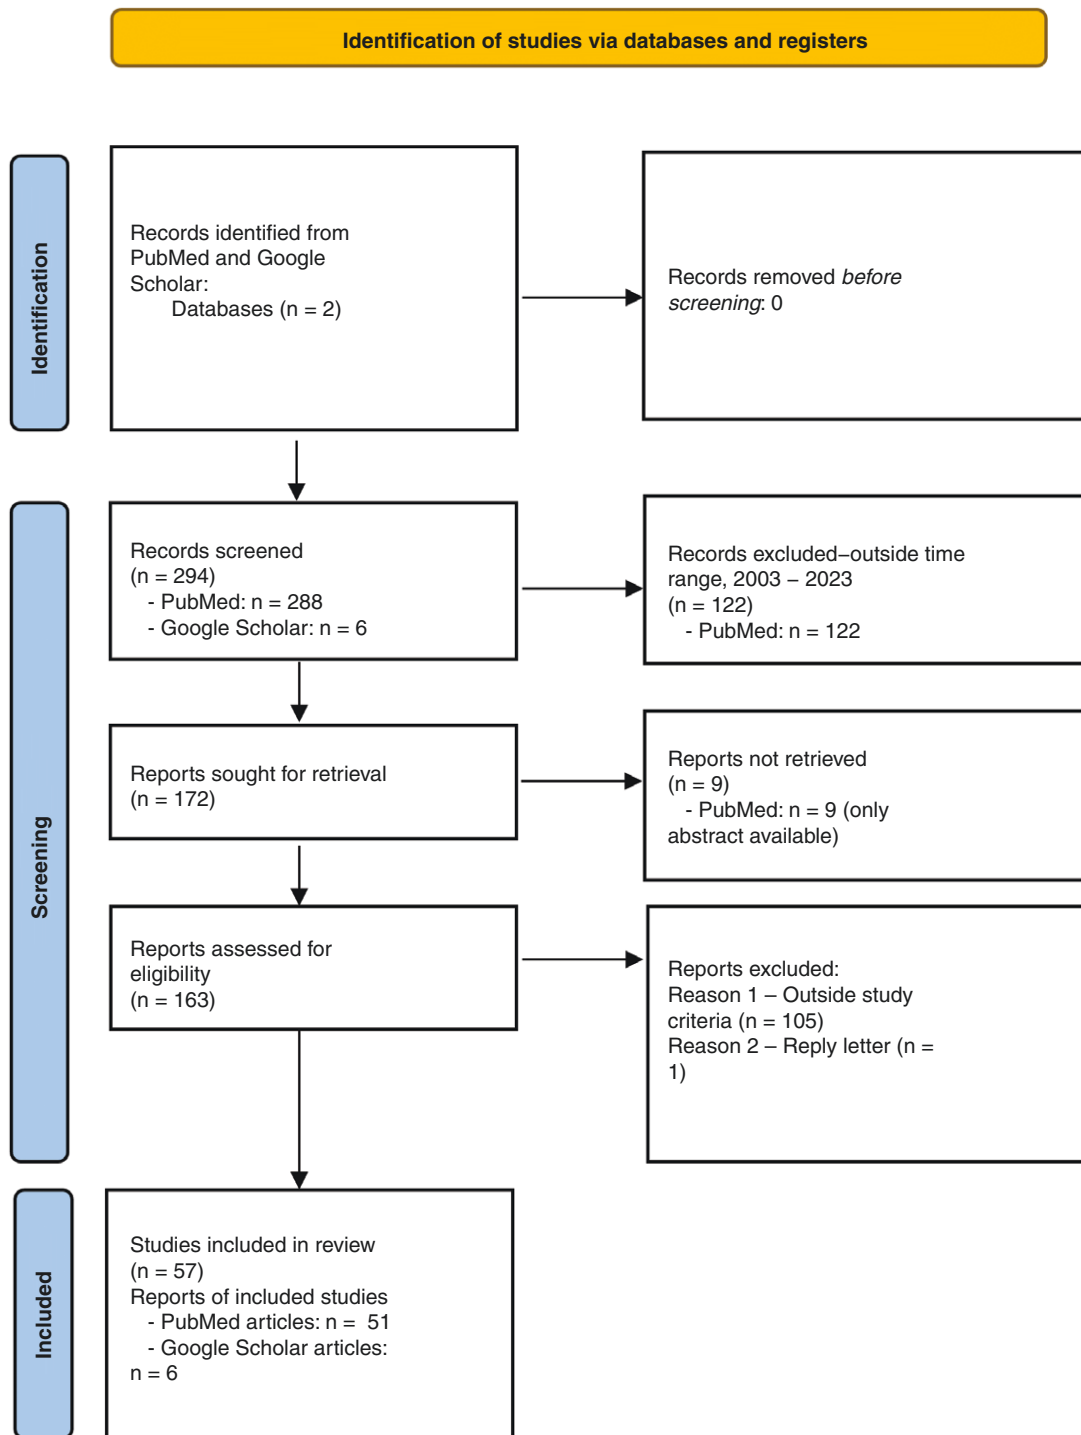 Identification of studies via databases and registers
Identification
Records identified from
PubMed and Google
Scholar:
Databases (n = 2)
Records removed before
screening: 0
Screening
Records screened
(n = 294)
- PubMed: n = 288
- Google Scholar: n = 6
Records excluded–outside time
range, 2003 – 2023
(n = 122)
- PubMed: n = 122
Reports sought for retrieval
(n = 172)
Reports not retrieved
(n = 9)
- PubMed: n = 9 (only
abstract available)
Reports assessed for
eligibility
(n = 163)
Reports excluded:
Reason 1 – Outside study
criteria (n = 105)
Reason 2 – Reply letter (n =
1)
Included
Studies included in review
(n = 57)
Reports of included studies
- PubMed articles: n = 51
- Google Scholar articles:
n = 6